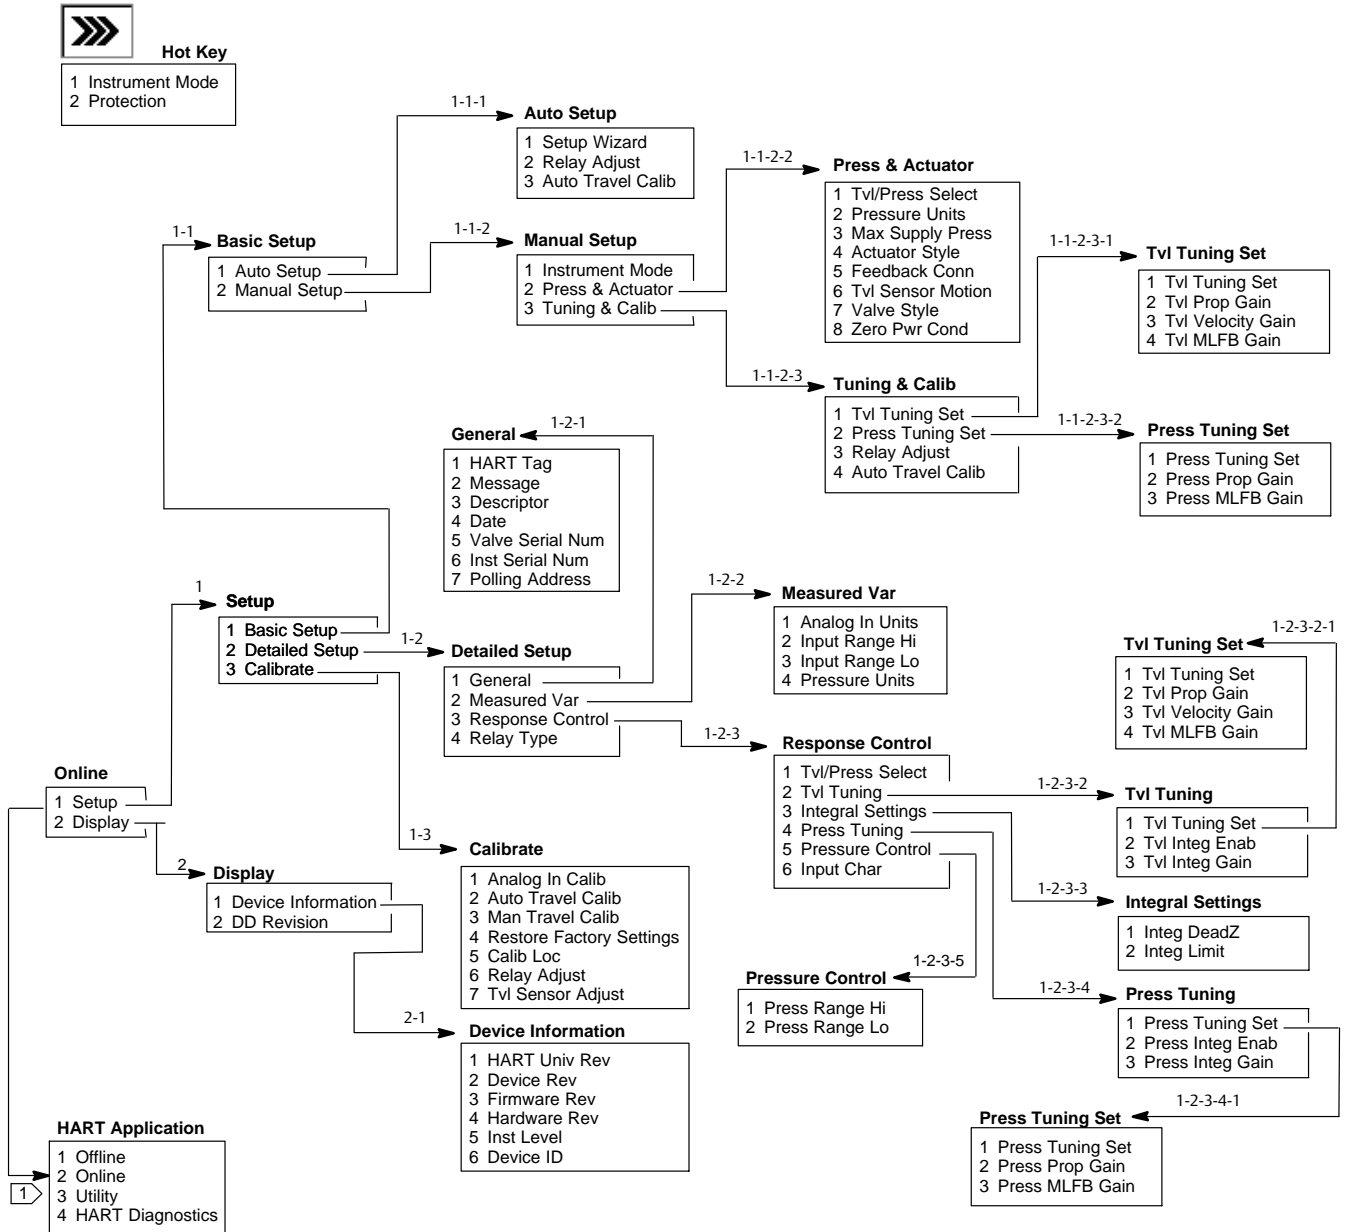 Hot Key
1 Instrument Mode
2 Protection
1-1-1
Auto Setup
1 Setup Wizard
2 Relay Adjust
3 Auto Travel Calib
1-1-2-2
Press & Actuator
1 Tvl/Press Select
2 Pressure Units
3 Max Supply Press
4 Actuator Style
5 Feedback Conn
6 Tvl Sensor Motion
7 Valve Style
8 Zero Pwr Cond
1-1
Basic Setup
1 Auto Setup
2 Manual Setup
1-1-2
Manual Setup
1 Instrument Mode
2 Press & Actuator
3 Tuning & Calib
1-1-2-3-1
Tvl Tuning Set
1 Tvl Tuning Set
2 Tvl Prop Gain
3 Tvl Velocity Gain
4 Tvl MLFB Gain
1-1-2-3
Tuning & Calib
1 Tvl Tuning Set
2 Press Tuning Set
3 Relay Adjust
4 Auto Travel Calib
1-1-2-3-2
Press Tuning Set
1 Press Tuning Set
2 Press Prop Gain
3 Press MLFB Gain
1-2-1
General
1 HART Tag
2 Message
3 Descriptor
4 Date
5 Valve Serial Num
6 Inst Serial Num
7 Polling Address
1
Setup
1 Basic Setup
2 Detailed Setup
3 Calibrate
1-2
Detailed Setup
1 General
2 Measured Var
3 Response Control
4 Relay Type
1-2-2
Measured Var
1 Analog In Units
2 Input Range Hi
3 Input Range Lo
4 Pressure Units
1-2-3-2-1
Tvl Tuning Set
1 Tvl Tuning Set
2 Tvl Prop Gain
3 Tvl Velocity Gain
4 Tvl MLFB Gain
1-2-3
Response Control
1 Tvl/Press Select
2 Tvl Tuning
3 Integral Settings
4 Press Tuning
5 Pressure Control
6 Input Char
1-2-3-2
Tvl Tuning
1 Tvl Tuning Set
2 Tvl Integ Enab
3 Tvl Integ Gain
Online
1 Setup
2 Display
2
Display
1 Device Information
2 DD Revision
1-3
Calibrate
1 Analog In Calib
2 Auto Travel Calib
3 Man Travel Calib
4 Restore Factory Settings
5 Calib Loc
6 Relay Adjust
7 Tvl Sensor Adjust
1-2-3-3
Integral Settings
1 Integ DeadZ
2 Integ Limit
1-2-3-5
Pressure Control
1 Press Range Hi
2 Press Range Lo
1-2-3-4
Press Tuning
1 Press Tuning Set
2 Press Integ Enab
3 Press Integ Gain
2-1
Device Information
1 HART Univ Rev
2 Device Rev
3 Firmware Rev
4 Hardware Rev
5 Inst Level
6 Device ID
1-2-3-4-1
Press Tuning Set
1 Press Tuning Set
2 Press Prop Gain
3 Press MLFB Gain
HART Application
1 Offline
2 Online
3 Utility
4 HART Diagnostics
1